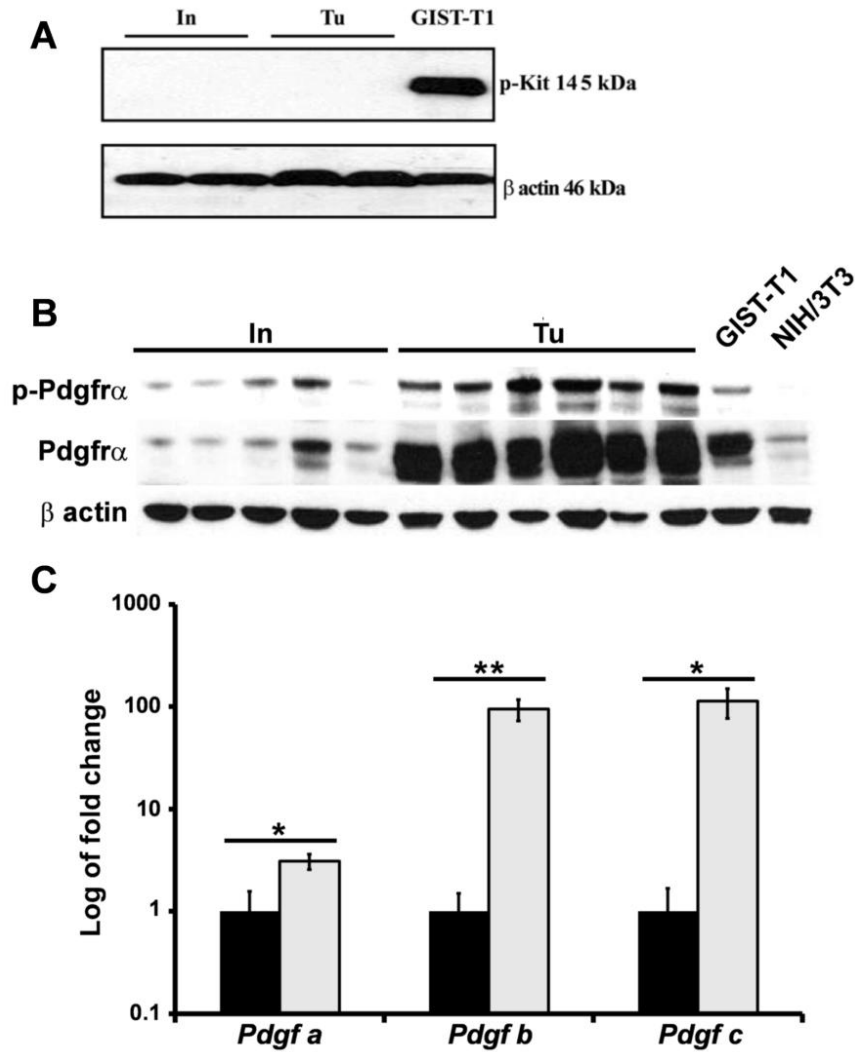 A
In Tu GIST-T1
p-Kit 145 kDa
β actin 46 kDa
B
In Tu GIST-T1 NIH/3T3
p-Pdgfrα
Pdgfrα
β actin
C
Log of fold change
1000
100
10
1
0.1
*
**
*
Pdgf a Pdgf b Pdgf c